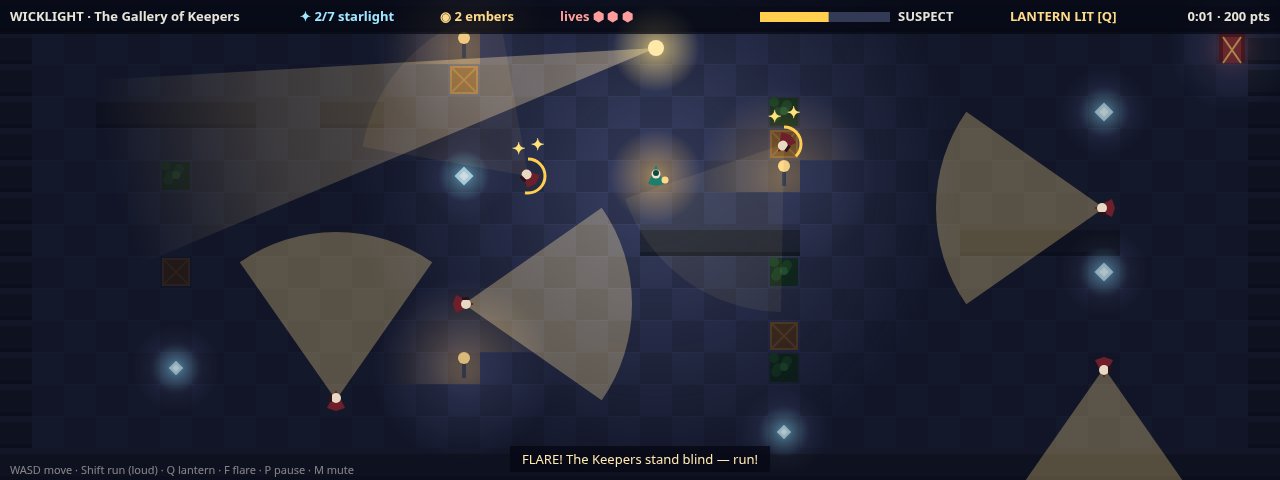 WICKLIGHT · The Gallery of Keepers
✦ 2/7 starlight
◉ 2 embers
lives ⬢ ⬢ ⬢
SUSPECT
LANTERN LIT [Q]
0:01 · 200 pts
FLARE! The Keepers stand blind — run!
WASD move · Shift run (loud) · Q lantern · F flare · P pause · M mute